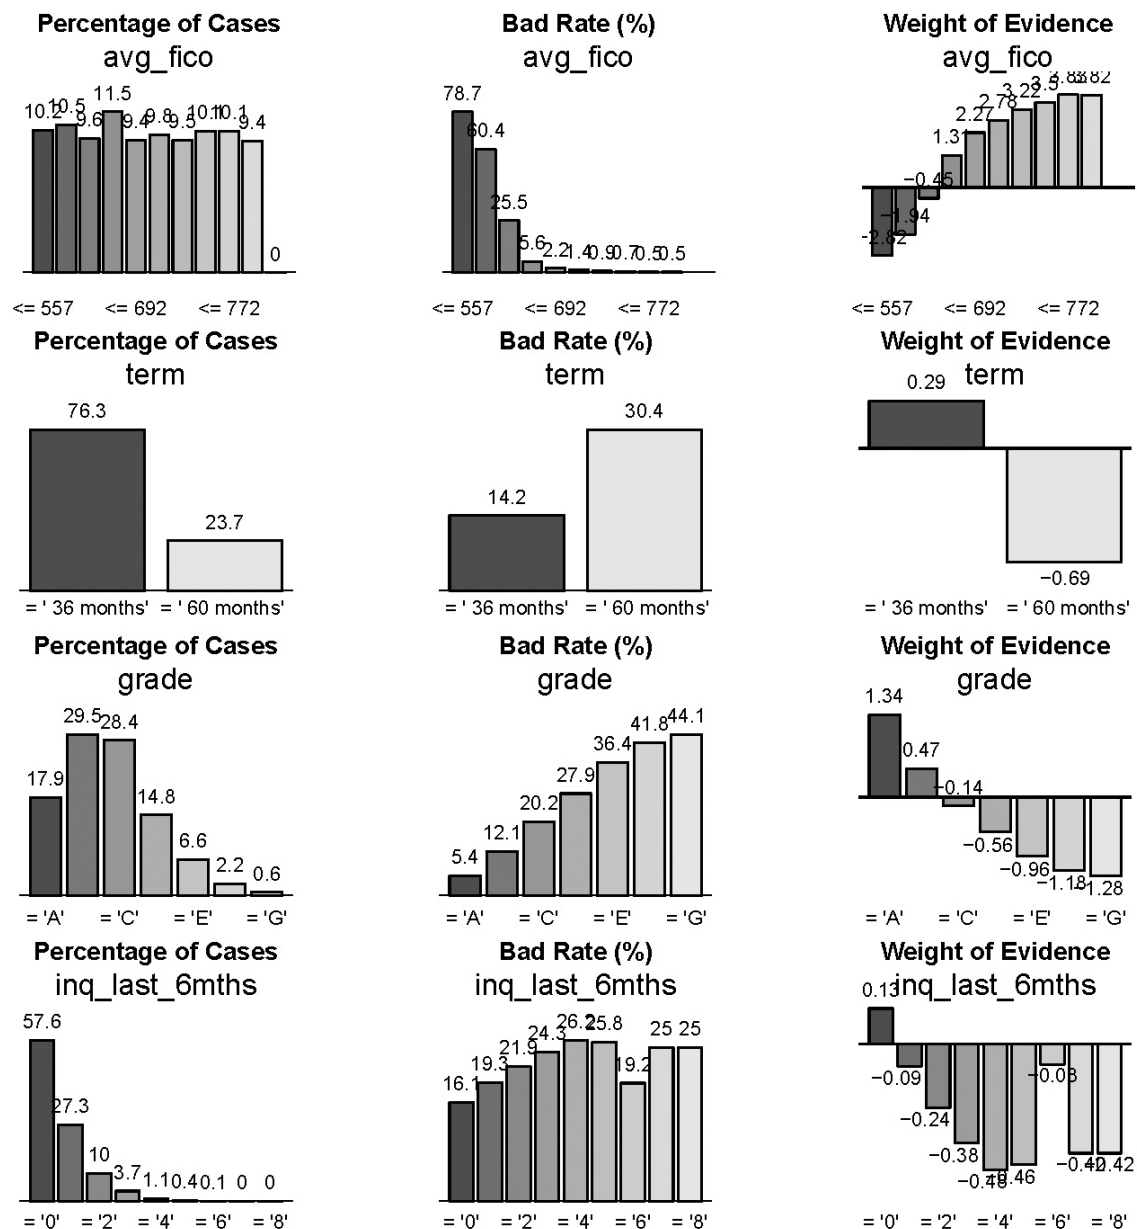 Percentage of Cases
avg_fico
10.2 10.5 9.6 11.5 9.4 9.8 9.5 10.1 10.1 9.4 0
<= 557 <= 692 <= 772
Bad Rate (%)
avg_fico
78.7 60.4 25.5 5.6 2.2 1.4 0.9 0.7 0.5 0.5
<= 557 <= 692 <= 772
Weight of Evidence
avg_fico
−2.82 −1.94 −0.45 1.31 2.27 2.78 3.22 3.5 3.82
<= 557 <= 692 <= 772
Percentage of Cases
term
76.3 23.7
= ' 36 months' = ' 60 months'
Bad Rate (%)
term
14.2 30.4
= ' 36 months' = ' 60 months'
Weight of Evidence
term
0.29 −0.69
= ' 36 months' = ' 60 months'
Percentage of Cases
grade
17.9 29.5 28.4 14.8 6.6 2.2 0.6
= 'A' = 'C' = 'E' = 'G'
Bad Rate (%)
grade
5.4 12.1 20.2 27.9 36.4 41.8 44.1
= 'A' = 'C' = 'E' = 'G'
Weight of Evidence
grade
1.34 0.47 −0.14 −0.56 −0.96 −1.18 −1.28
= 'A' = 'C' = 'E' = 'G'
Percentage of Cases
inq_last_6mths
57.6 27.3 10 3.7 1.1 0.4 0.1 0 0
= '0' = '2' = '4' = '6' = '8'
Bad Rate (%)
inq_last_6mths
16.1 19.3 21.9 24.3 26.2 25.8 19.2 25 25
= '0' = '2' = '4' = '6' = '8'
Weight of Evidence
inq_last_6mths
0.13 −0.09 −0.24 −0.38 −0.48 −0.46 −0.08 −0.42 −0.42
= '0' = '2' = '4' = '6' = '8'